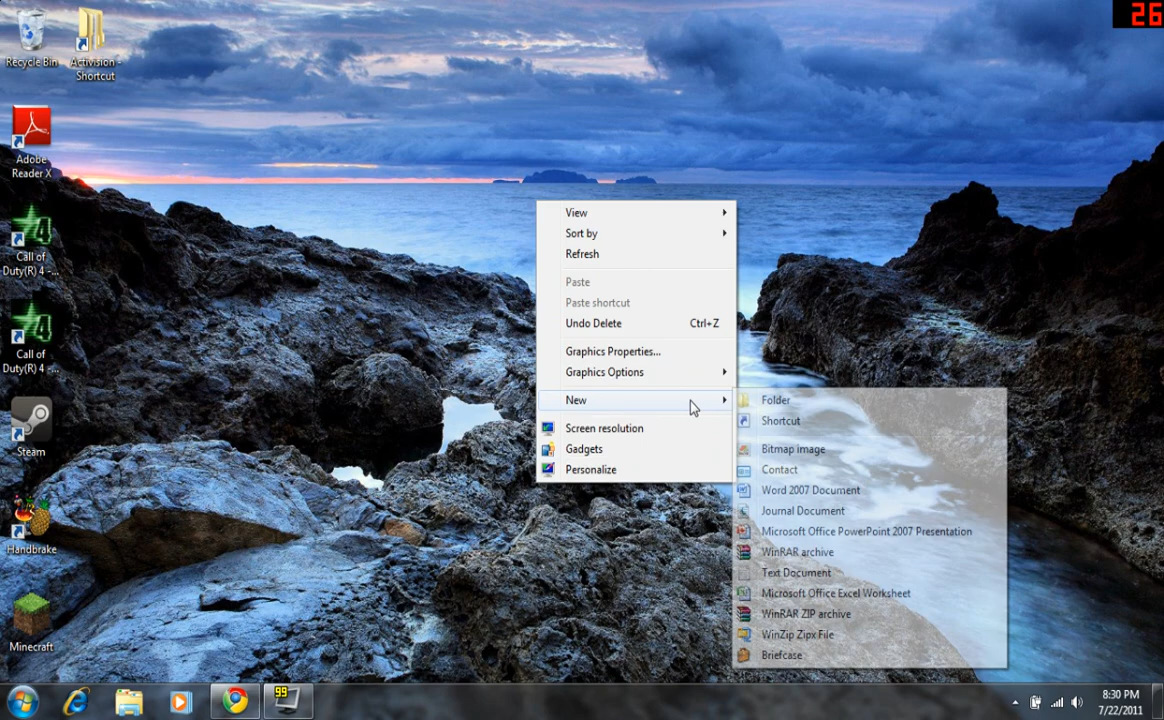 26
Recycle Bin
Activision -
Shortcut
Adobe
Reader X
Call of
Duty(R) 4 -...
Call of
Duty(R) 4 -...
Steam
Handbrake
Minecraft
View
Sort by
Refresh
Paste
Paste shortcut
Undo Delete Ctrl+Z
Graphics Properties...
Graphics Options
New
Screen resolution
Gadgets
Personalize
Folder
Shortcut
Bitmap image
Contact
Word 2007 Document
Journal Document
Microsoft Office PowerPoint 2007 Presentation
WinRAR archive
Text Document
Microsoft Office Excel Worksheet
WinRAR ZIP archive
WinZip Zipx File
Briefcase
99
8:30 PM
7/22/2011